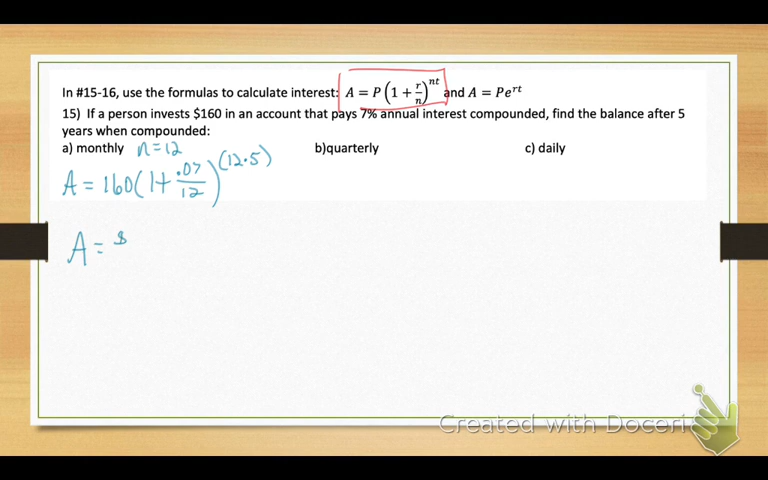 In #15-16, use the formulas to calculate interest: A = P(1 + r/n)^nt and A = Pe^rt
15) If a person invests $160 in an account that pays 7% annual interest compounded, find the balance after 5
years when compounded:
a) monthly n=12 b)quarterly c) daily
A = 160(1+ .07/12)^(12·5)
A = $
Created with Doceri